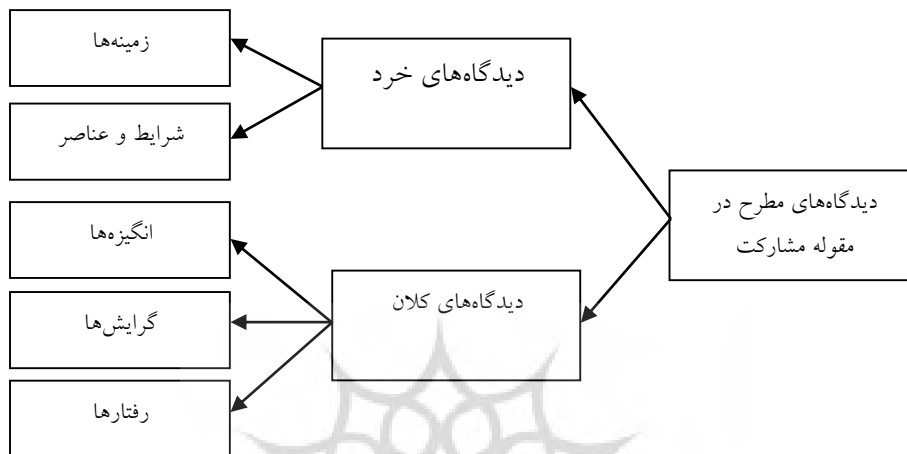 دیدگاه‌های مطرح در
مقوله مشارکت
دیدگاه‌های خرد
زمینه‌ها
شرایط و عناصر
دیدگاه‌های کلان
انگیزه‌ها
گرایش‌ها
رفتارها